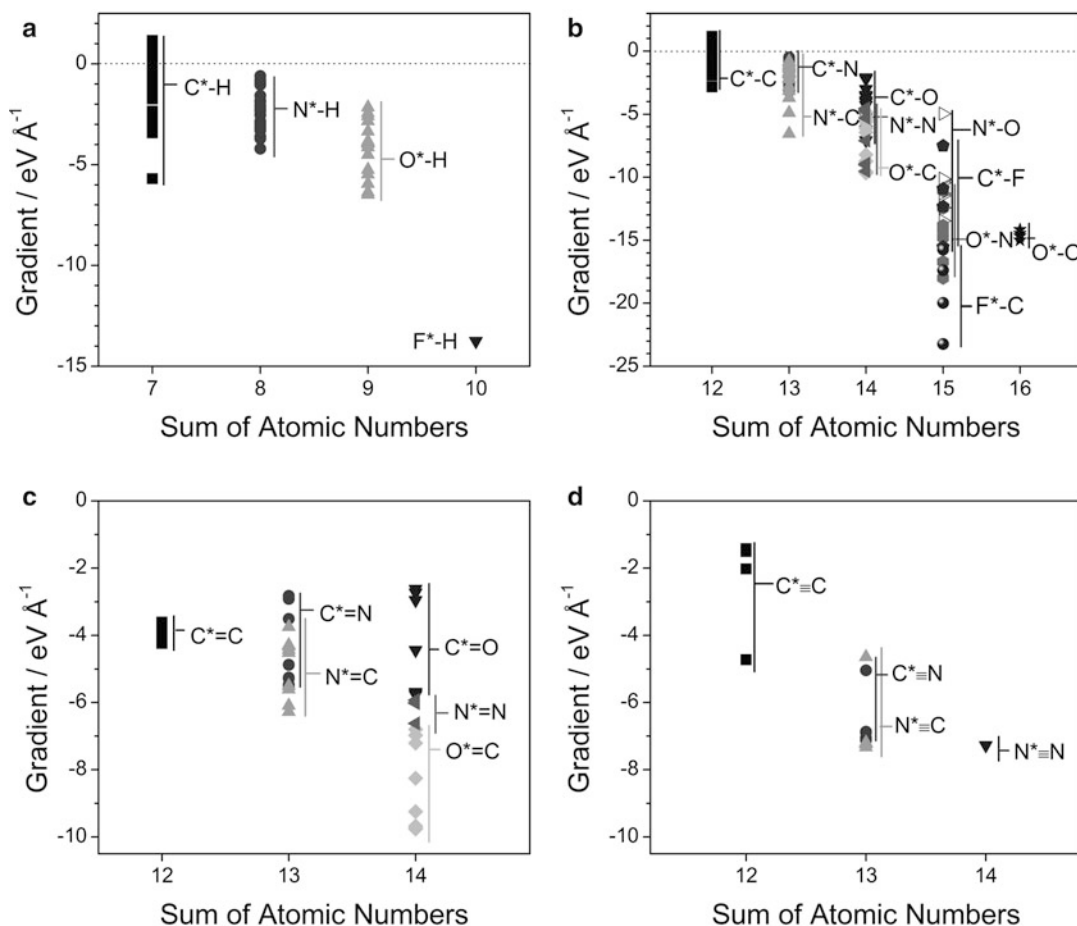 a
Gradient / eV Å-1
0
-5
-10
-15
C*-H
N*-H
O*-H
F*-H
7 8 9 10
Sum of Atomic Numbers
b
Gradient / eV Å-1
0
-5
-10
-15
-20
-25
C*-C
C*-N
N*-C
C*-O
N*-N
O*-C
N*-O
C*-F
O*-N
F*-C
O*-O
12 13 14 15 16
Sum of Atomic Numbers
c
Gradient / eV Å-1
0
-2
-4
-6
-8
-10
C*=C
C*=N
N*=C
C*=O
N*=N
O*=C
12 13 14
Sum of Atomic Numbers
d
Gradient / eV Å-1
0
-2
-4
-6
-8
-10
C*≡C
C*≡N
N*≡C
N*≡N
12 13 14
Sum of Atomic Numbers